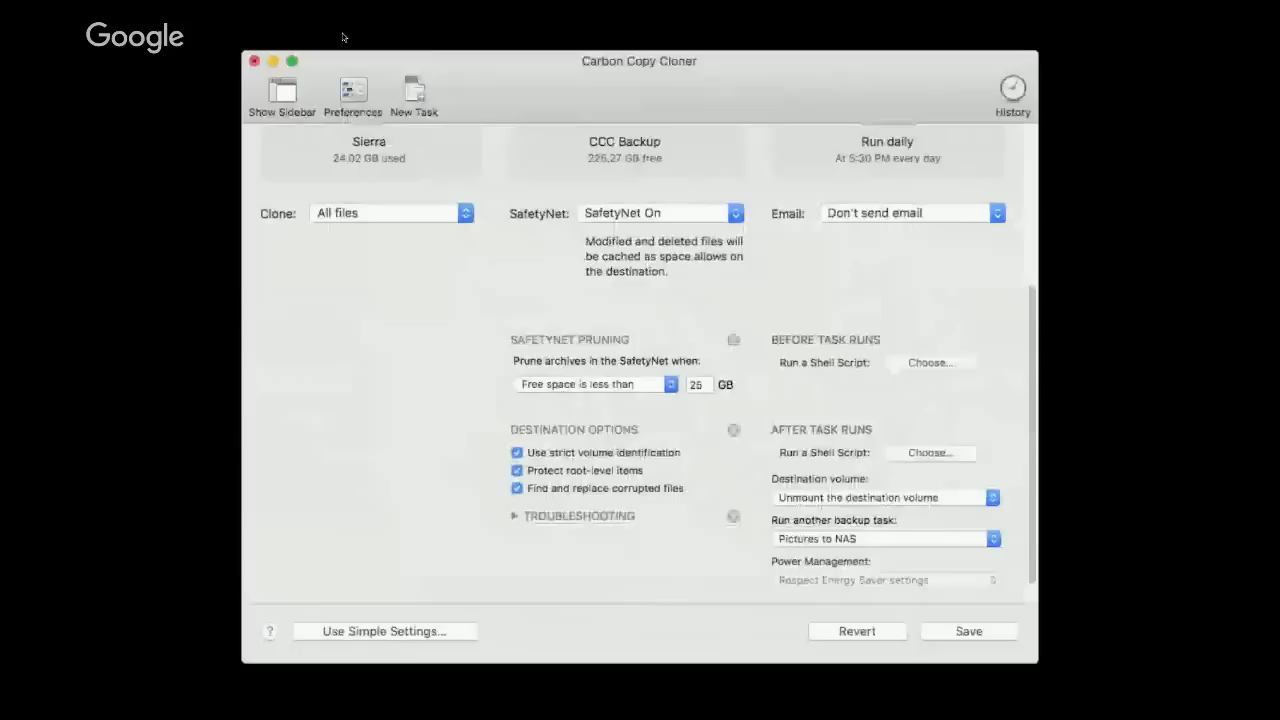 Google
Carbon Copy Cloner
Show Sidebar
Preferences
New Task
History
Sierra
24.02 GB used
CCC Backup
226.27 GB free
Run daily
At 5:30 PM every day
Clone:
All files
SafetyNet:
SafetyNet On
Modified and deleted files will
be cached as space allows on
the destination.
Email:
Don't send email
SAFETYNET PRUNING
Prune archives in the SafetyNet when:
Free space is less than
25
GB
DESTINATION OPTIONS
Use strict volume identification
Protect root-level items
Find and replace corrupted files
TROUBLESHOOTING
BEFORE TASK RUNS
Run a Shell Script:
Choose...
AFTER TASK RUNS
Run a Shell Script:
Choose...
Destination volume:
Unmount the destination volume
Run another backup task:
Pictures to NAS
Power Management:
Respect Energy Saver settings
?
Use Simple Settings...
Revert
Save